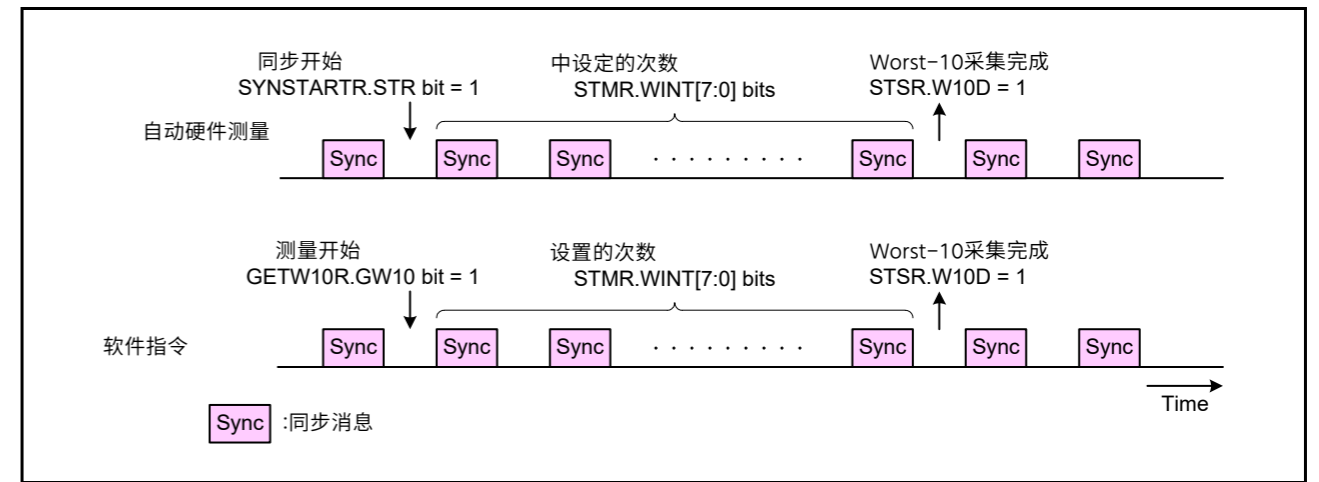 同步开始
SYNSTARTR.STR bit = 1
中设定的次数
STMR.WINT[7:0] bits
Worst-10采集完成
STSR.W10D = 1
自动硬件测量
Sync Sync Sync · · · · · · · · · Sync Sync Sync
测量开始
GETW10R.GW10 bit = 1
设置的次数
STMR.WINT[7:0] bits
Worst-10采集完成
STSR.W10D = 1
软件指令
Sync Sync Sync · · · · · · · · · Sync Sync Sync
Time
Sync :同步消息